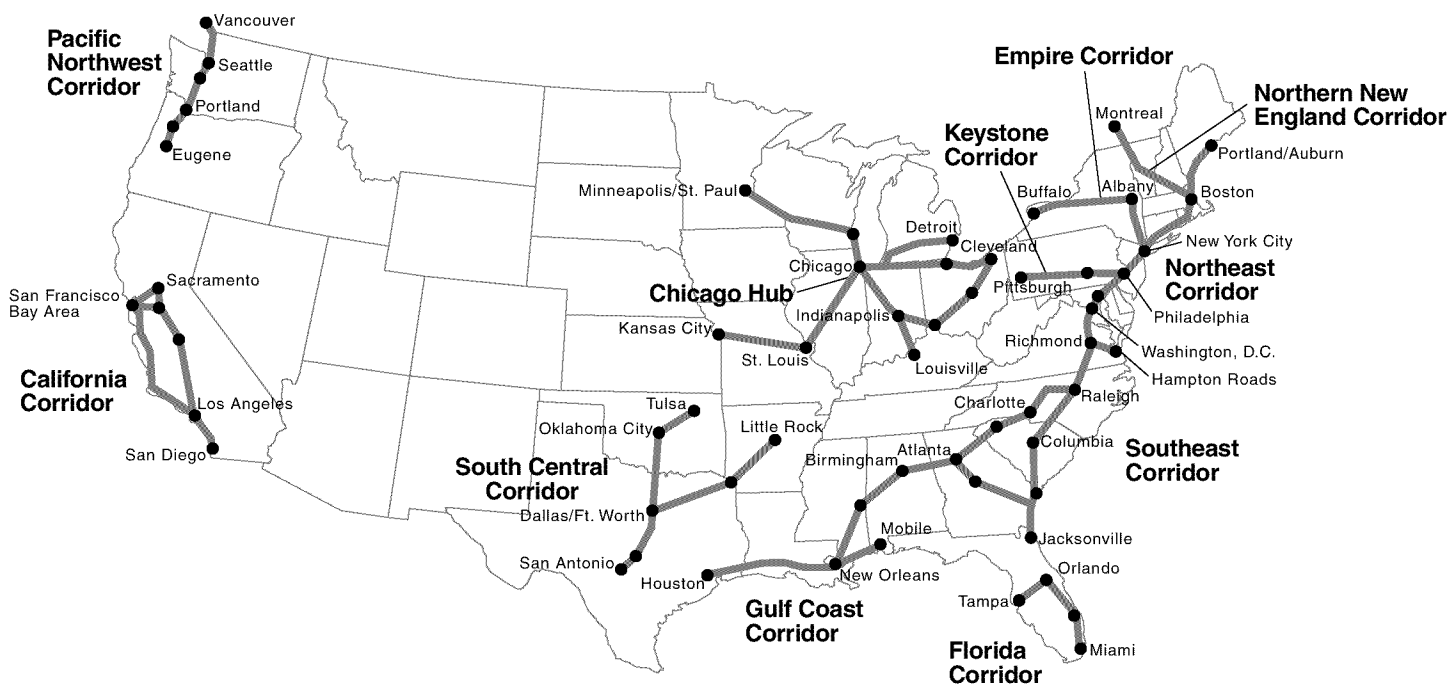 Vancouver
Pacific
Northwest
Corridor
Seattle
Portland
Eugene
Empire Corridor
Northern New
England Corridor
Montreal
Keystone
Corridor
Portland/Auburn
Minneapolis/St. Paul
Buffalo
Albany
Boston
Detroit
Cleveland
New York City
Chicago
Northeast
Corridor
Sacramento
San Francisco
Bay Area
Pittsburgh
Chicago Hub
Indianapolis
Philadelphia
Kansas City
St. Louis
Richmond
Washington, D.C.
Louisville
Hampton Roads
California
Corridor
Los Angeles
Tulsa
Charlotte
Raleigh
Oklahoma City
Little Rock
San Diego
Columbia
Atlanta
Birmingham
Southeast
Corridor
South Central
Corridor
Dallas/Ft. Worth
Mobile
Jacksonville
San Antonio
Houston
New Orleans
Orlando
Tampa
Gulf Coast
Corridor
Florida
Corridor
Miami